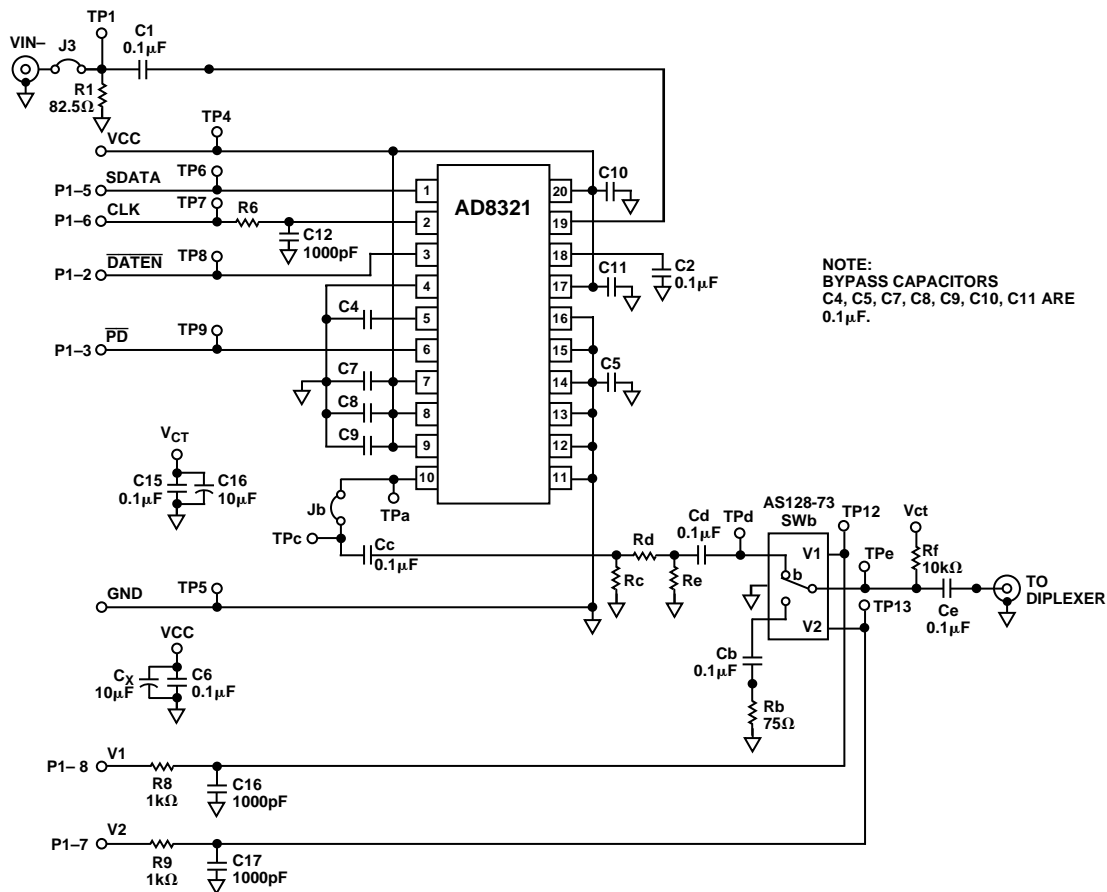 TP1
VIN–
J3
C1
0.1μF
R1
82.5Ω
VCC
TP4
P1–5
SDATA
TP6
P1–6
CLK
TP7
R6
C12
1000pF
P1–2
DATEN
TP8
P1–3
PD
TP9
C4
C7
C8
C9
1
2
3
4
5
6
7
8
9
10
AD8321
20
19
18
17
16
15
14
13
12
11
C10
C11
C2
0.1μF
C5
NOTE:
BYPASS CAPACITORS
C4, C5, C7, C8, C9, C10, C11 ARE
0.1μF.
VCT
C15
0.1μF
C16
10μF
Jb
TPa
TPc
Cc
0.1μF
Rd
Rc
Re
Cd
0.1μF
TPd
AS128-73
SWb
V1
b
V2
TP12
Vct
TPe
Rf
10kΩ
TP13
Ce
0.1μF
TO
DIPLEXER
Cb
0.1μF
Rb
75Ω
GND
TP5
VCC
CX
10μF
C6
0.1μF
P1– 8
V1
R8
1kΩ
C16
1000pF
P1–7
V2
R9
1kΩ
C17
1000pF